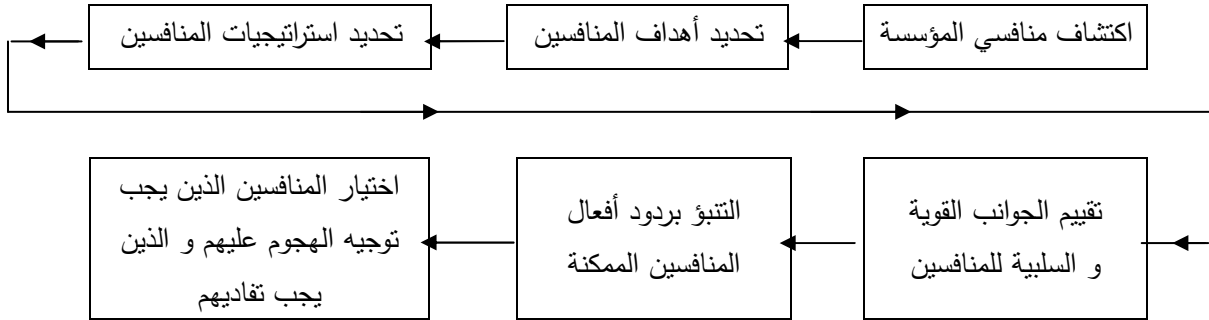 اكتشاف منافسي المؤسسة
تحديد أهداف المنافسين
تحديد استراتيجيات المنافسين
تقييم الجوانب القوية
و السلبية للمنافسين
التنبؤ بردود أفعال
المنافسين الممكنة
اختيار المنافسين الذين يجب
توجيه الهجوم عليهم و الذين
يجب تفاديهم